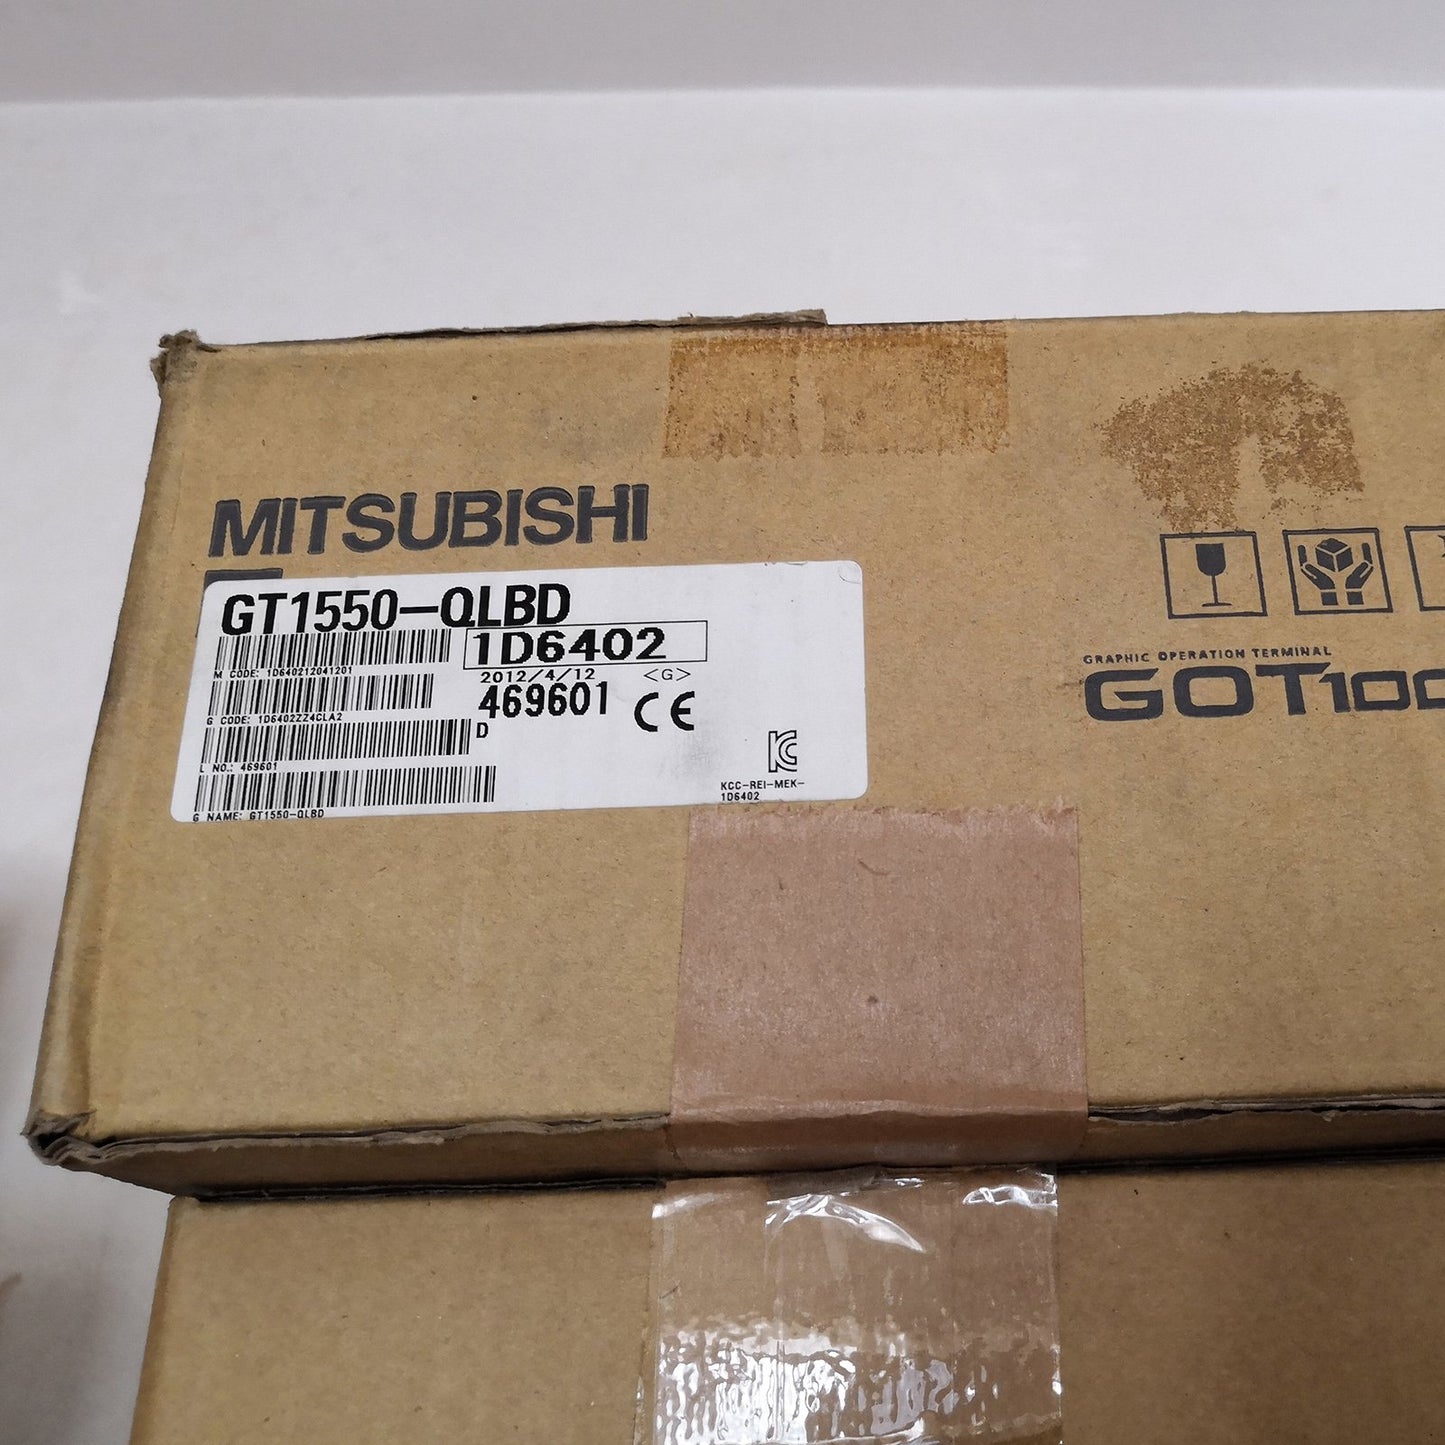 MITSUBISHI
GT1550-QLBD
1D6402
M CODE: 1D640212041201
2012/4/12 <G>
469601
G CODE: 1D6402ZZ4CLA2
D
L NO.: 469601
KCC-REI-MEK-
1D6402
G NAME: GT1550-QLBD
GRAPHIC OPERATION TERMINAL
GOT100